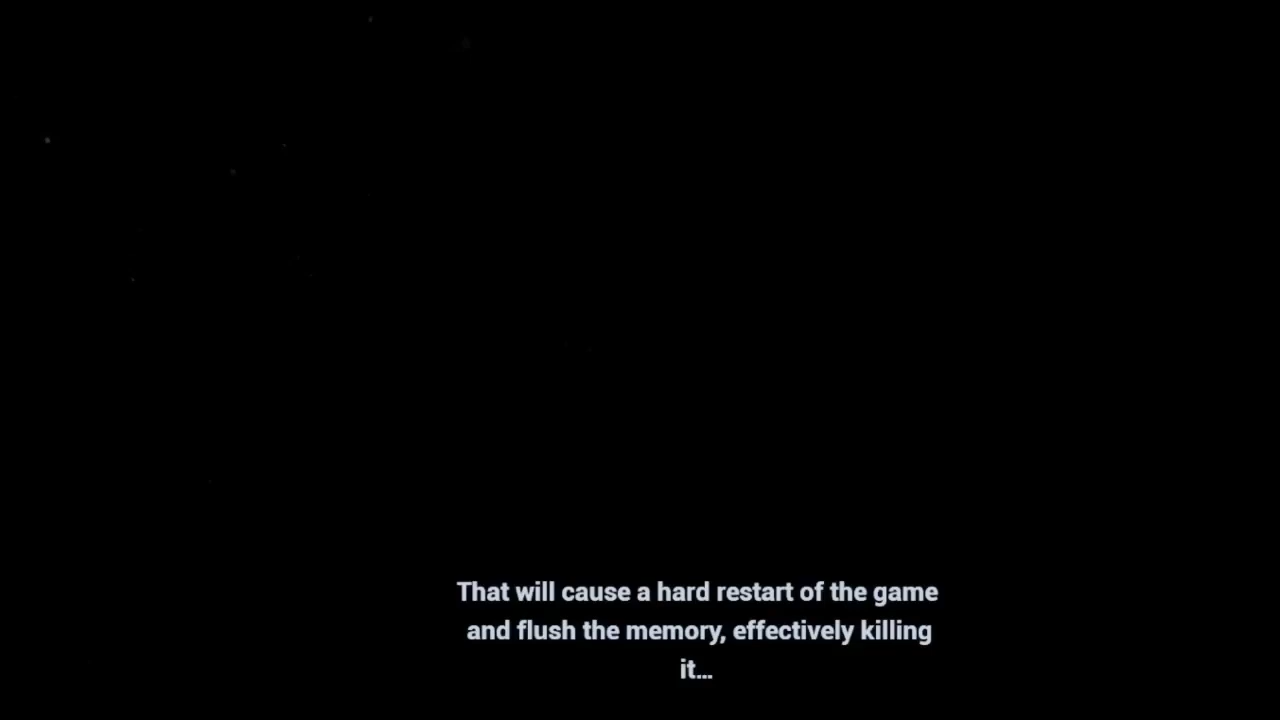 That will cause a hard restart of the game
and flush the memory, effectively killing
it...